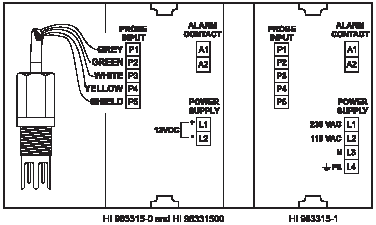 PROBE INPUT
ALARM CONTACT
GREY P1
GREEN P2
WHITE P3
YELLOW P4
SHIELD P5
A1
A2
POWER SUPPLY
12VDC
+ L1
- L2
PROBE INPUT
ALARM CONTACT
P1
P2
P3
P4
P5
A1
A2
POWER SUPPLY
230 VAC L1
115 VAC L2
N L3
PE L4
HI 983315-0 and HI 98331500
HI 983315-1